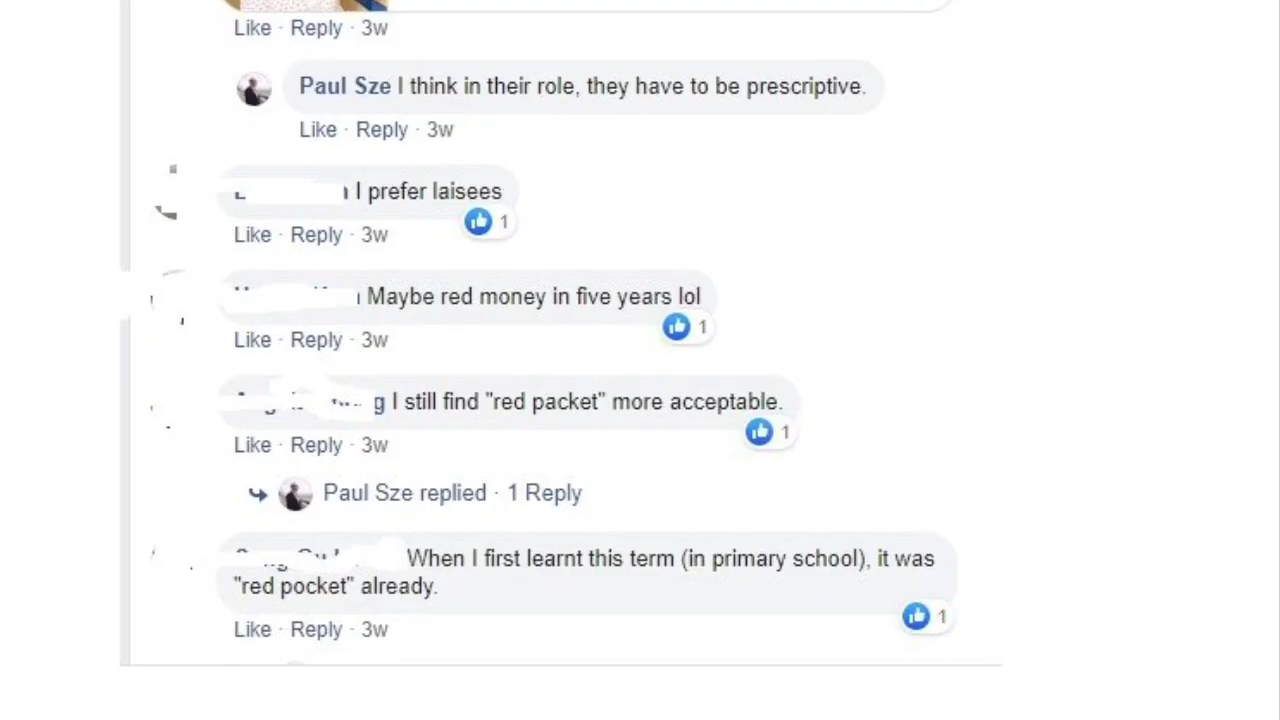 Like · Reply · 3w
Paul Sze I think in their role, they have to be prescriptive.
Like · Reply · 3w
I prefer laisees
1
Like · Reply · 3w
Maybe red money in five years lol
1
Like · Reply · 3w
I still find "red packet" more acceptable.
1
Like · Reply · 3w
Paul Sze replied · 1 Reply
When I first learnt this term (in primary school), it was
"red pocket" already.
1
Like · Reply · 3w